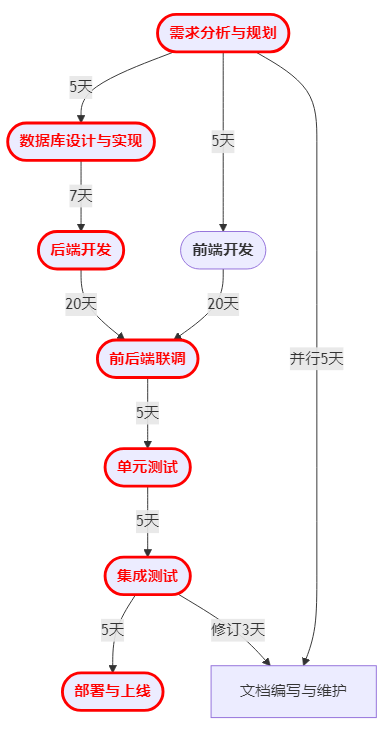 需求分析与规划
5天
数据库设计与实现
5天
7天
后端开发
前端开发
20天
20天
前后端联调
并行5天
5天
单元测试
5天
集成测试
5天
修订3天
部署与上线
文档编写与维护